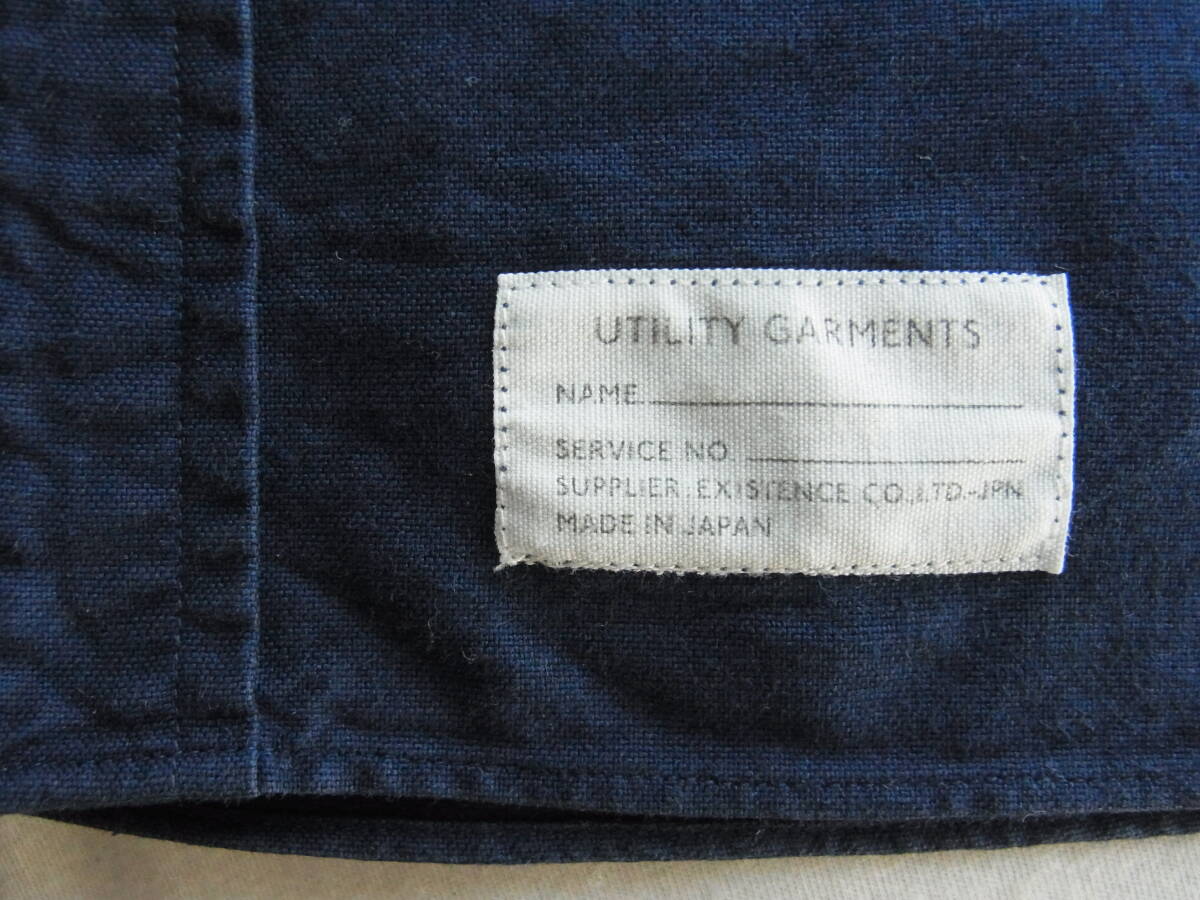 UTILITY GARMENTS
NAME
SERVICE NO
SUPPLIER: EXISTENCE CO.,LTD.-JPN
MADE IN JAPAN